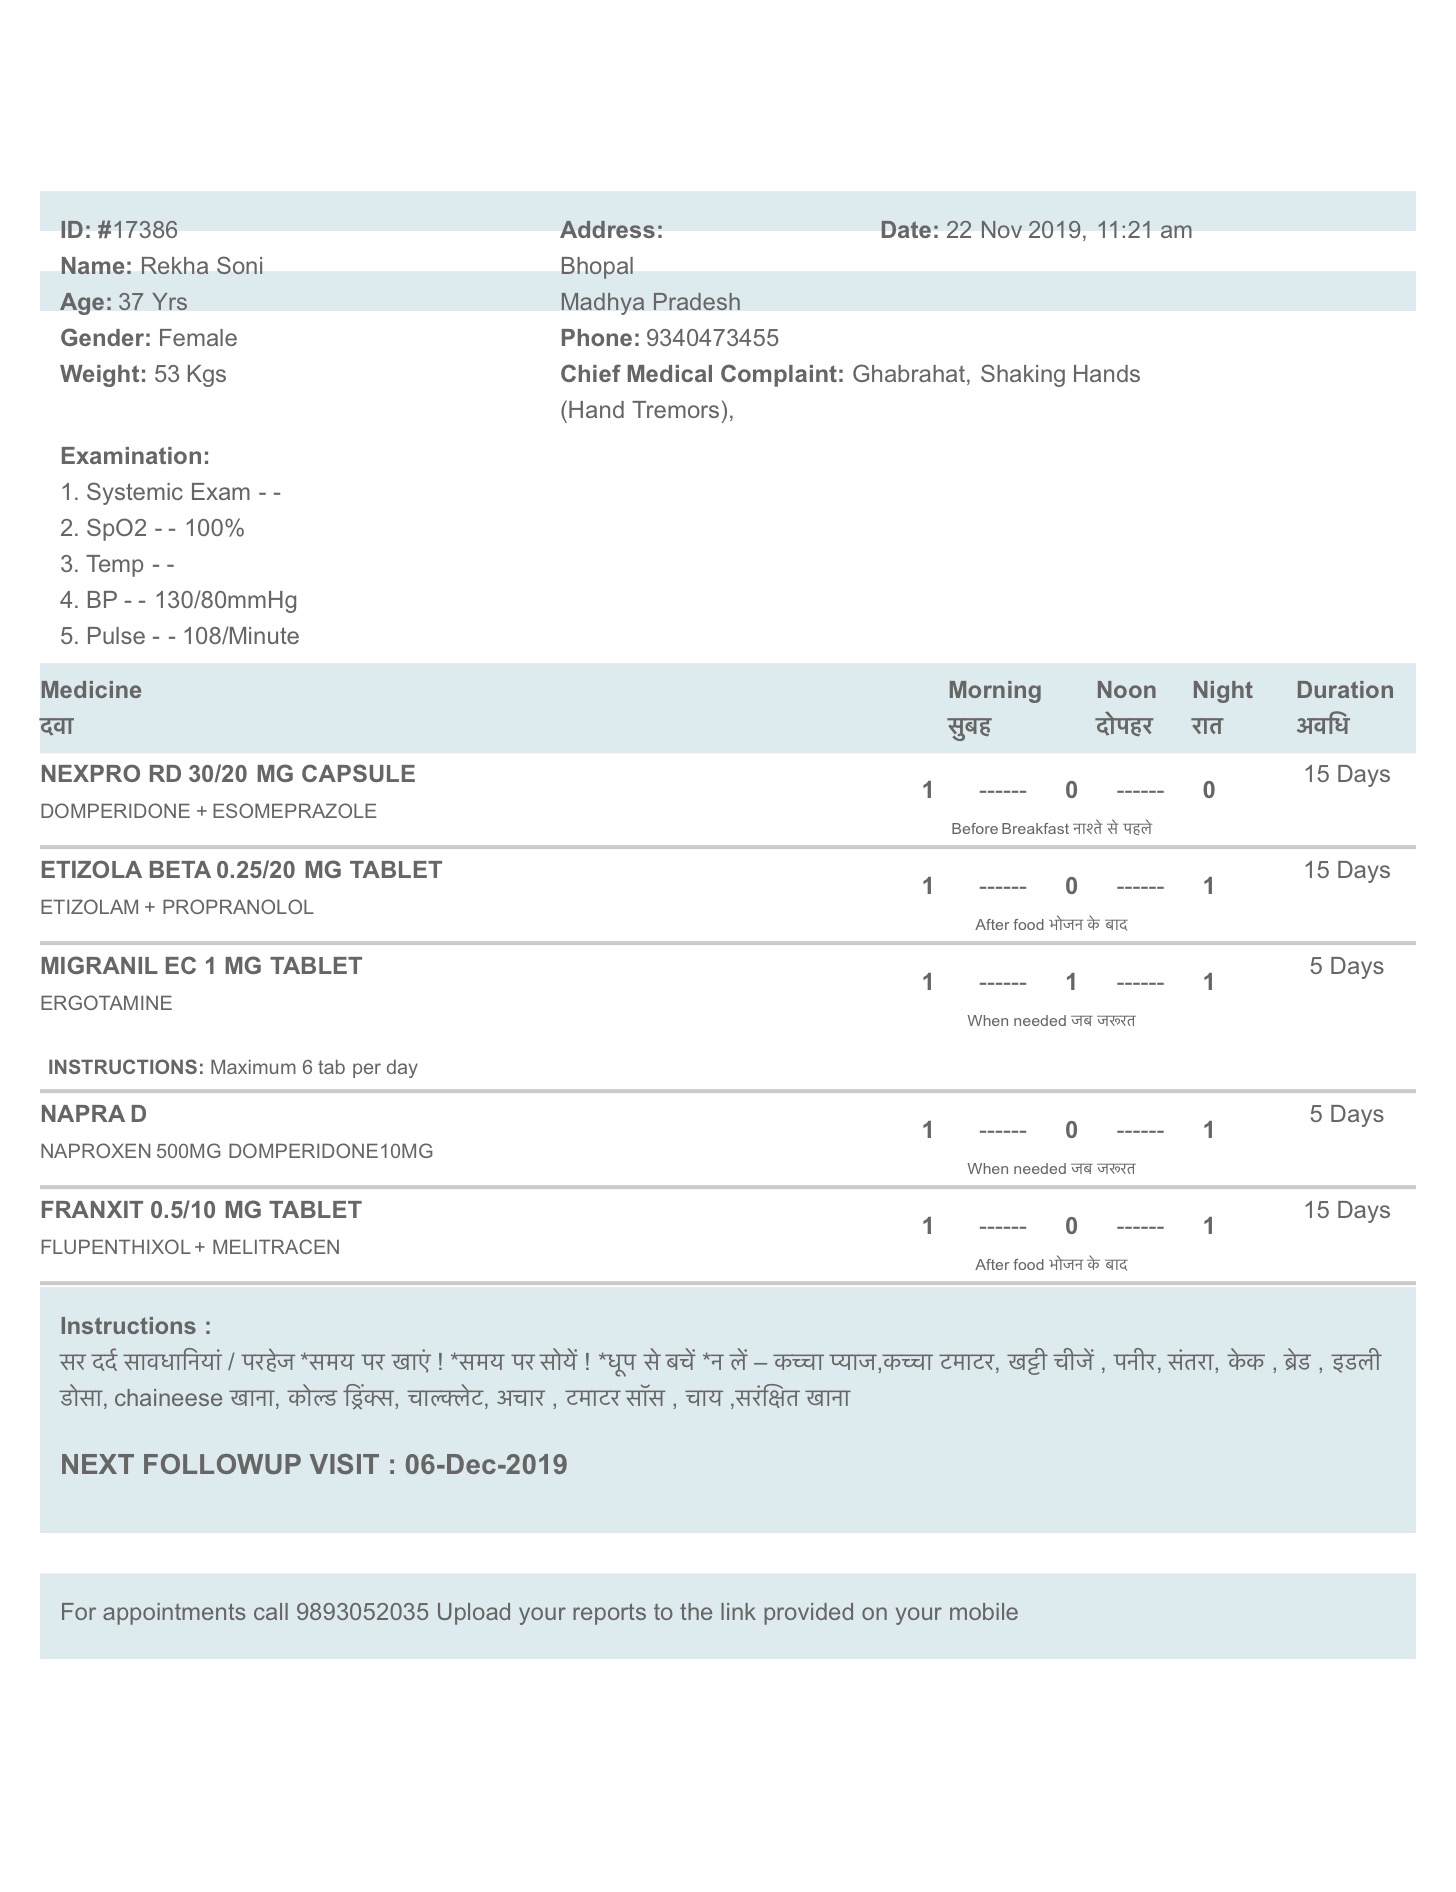 ID: #17386
Name: Rekha Soni
Age: 37 Yrs
Gender: Female
Weight: 53 Kgs
Address:
Bhopal
Madhya Pradesh
Phone: 9340473455
Chief Medical Complaint: Ghabrahat, Shaking Hands
(Hand Tremors),
Date: 22 Nov 2019, 11:21 am
Examination:
1. Systemic Exam - -
2. SpO2 - - 100%
3. Temp - -
4. BP - - 130/80mmHg
5. Pulse - - 108/Minute
Medicine Morning Noon Night Duration
दवा सुबह दोपहर रात अवधि
NEXPRO RD 30/20 MG CAPSULE 15 Days
1 ------ 0 ------ 0
DOMPERIDONE + ESOMEPRAZOLE
Before Breakfast नाश्ते से पहले
ETIZOLA BETA 0.25/20 MG TABLET 15 Days
1 ------ 0 ------ 1
ETIZOLAM + PROPRANOLOL
After food भोजन के बाद
MIGRANIL EC 1 MG TABLET 5 Days
1 ------ 1 ------ 1
ERGOTAMINE
When needed जब जरूरत
INSTRUCTIONS: Maximum 6 tab per day
NAPRA D 5 Days
1 ------ 0 ------ 1
NAPROXEN 500MG DOMPERIDONE10MG
When needed जब जरूरत
FRANXIT 0.5/10 MG TABLET 15 Days
1 ------ 0 ------ 1
FLUPENTHIXOL + MELITRACEN
After food भोजन के बाद
Instructions :
सर दर्द सावधानियां / परहेज *समय पर खाएं ! *समय पर सोयें ! *धूप से बचें *न लें – कच्चा प्याज,कच्चा टमाटर, खट्टी चीजें , पनीर, संतरा, केक , ब्रेड , इडली
डोसा, chaineese खाना, कोल्ड ड्रिंक्स, चाल्क्लेट, अचार , टमाटर सॉस , चाय ,सरंक्षित खाना
NEXT FOLLOWUP VISIT : 06-Dec-2019
For appointments call 9893052035 Upload your reports to the link provided on your mobile